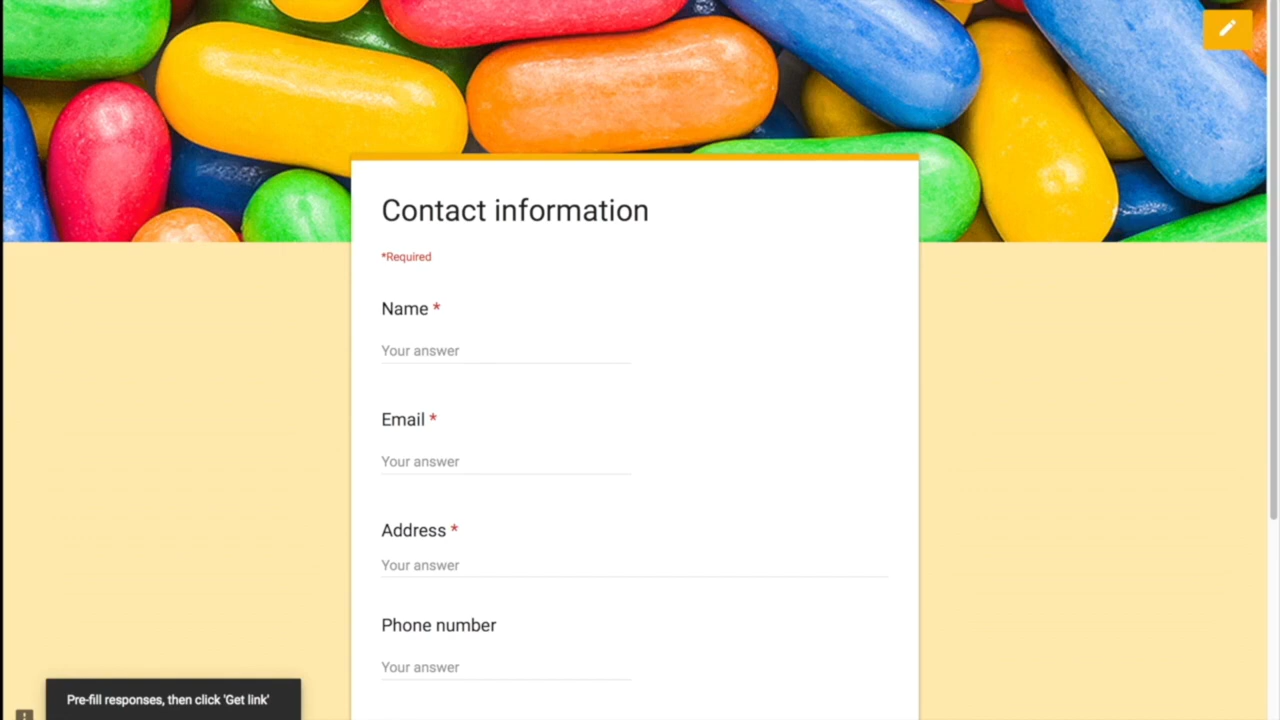 Contact information
*Required
Name *
Your answer
Email *
Your answer
Address *
Your answer
Phone number
Your answer
Pre-fill responses, then click 'Get link'